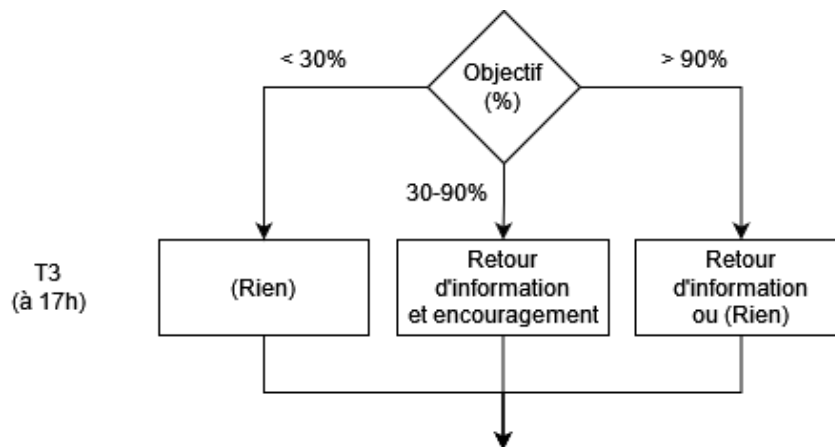 Objectif
(%)
< 30%
> 90%
30-90%
T3
(à 17h)
(Rien)
Retour
d'information
et encouragement
Retour
d'information
ou (Rien)